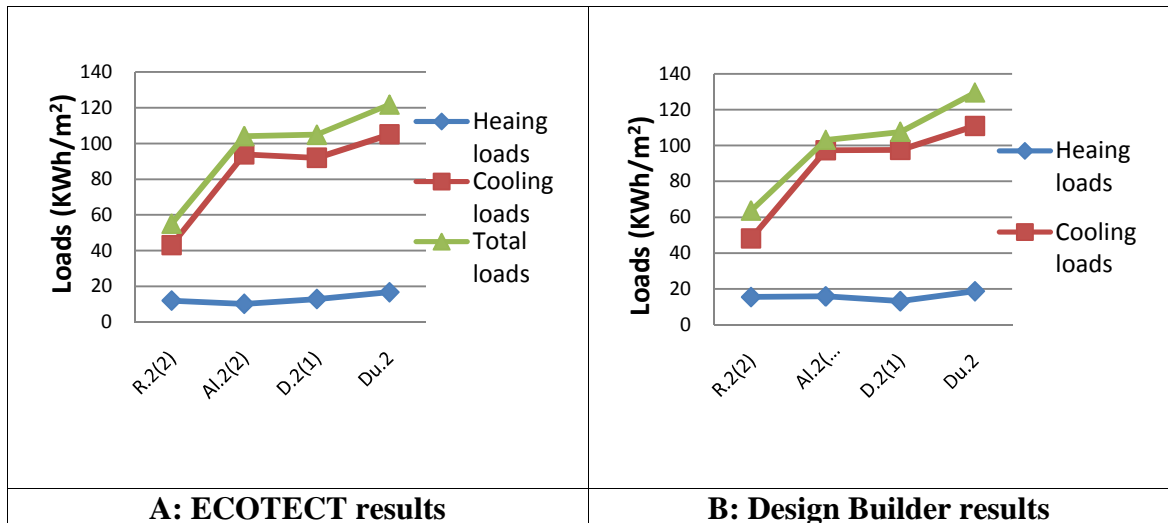 Loads (KWh/m²)
140
120
100
80
60
40
20
0
R.2(2)
Al.2(2)
D.2(1)
Du.2
Heaing
loads
Cooling
loads
Total
loads
A: ECOTECT results
Loads (KWh/m²)
140
120
100
80
60
40
20
0
R.2(2)
Al.2(...
D.2(1)
Du.2
Heaing
loads
Cooling
loads
B: Design Builder results